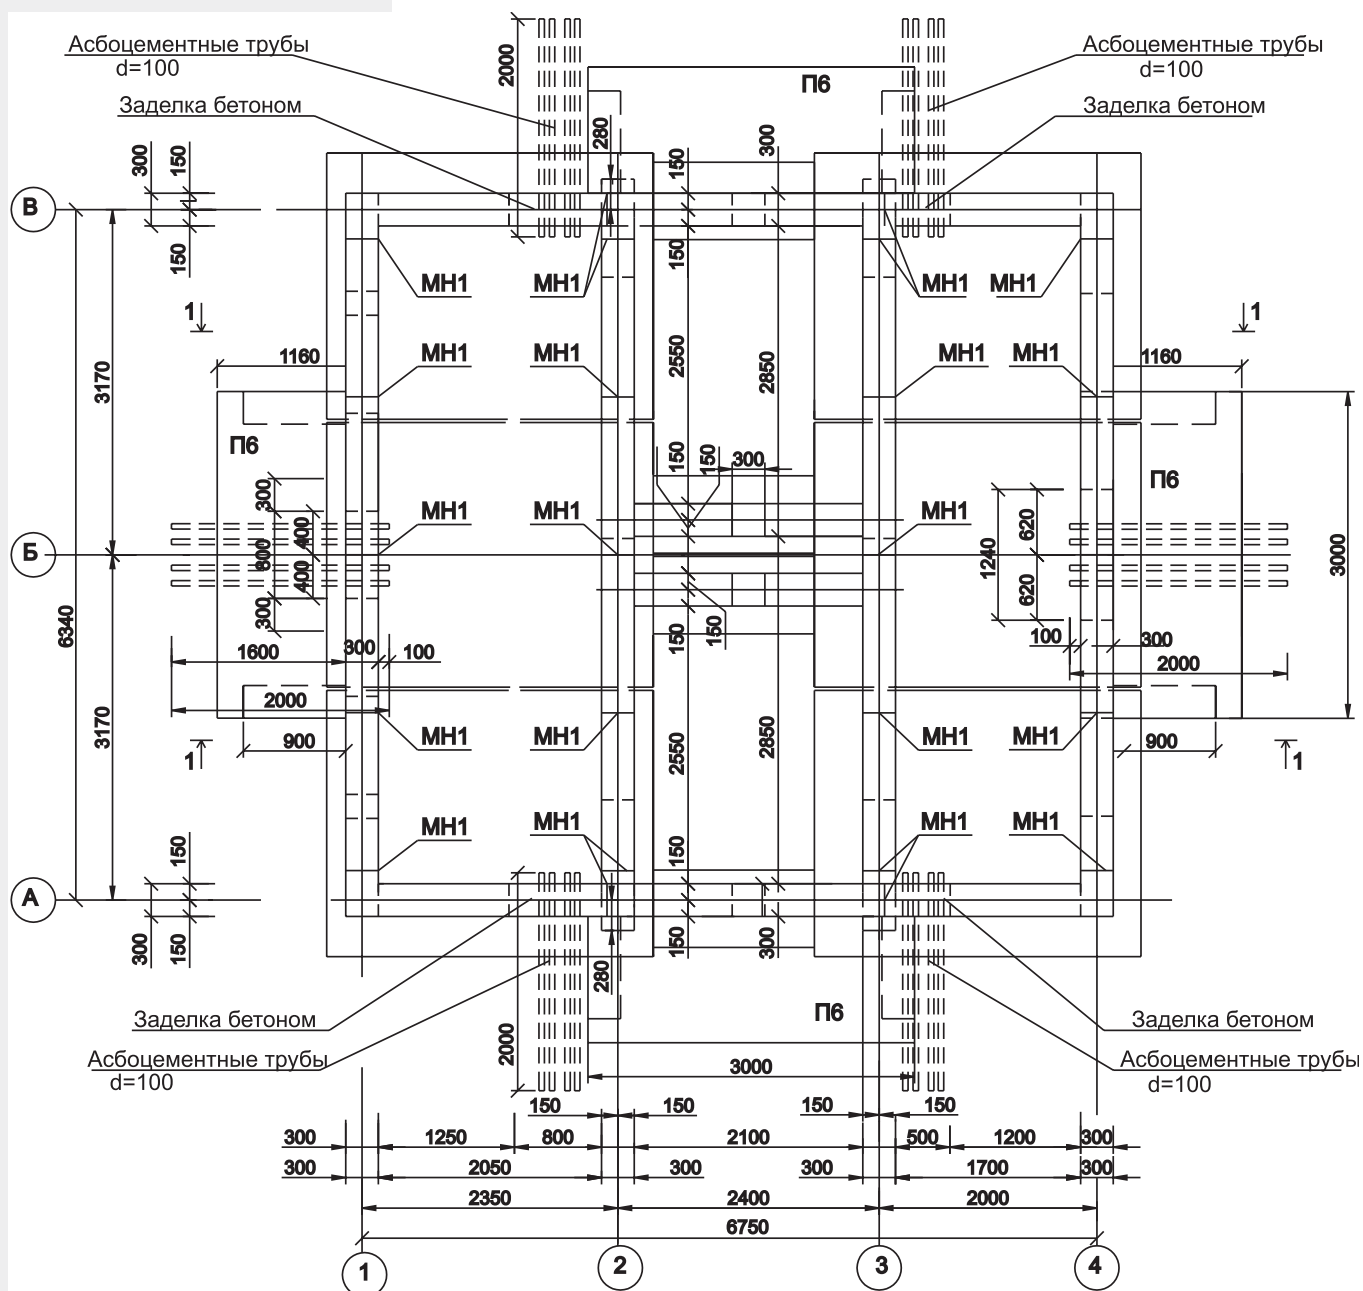 Асбоцементные трубы
d=100
Заделка бетоном
2000
П6
Асбоцементные трубы
d=100
Заделка бетоном
280
300
150
150
300
В
150
150
МН1
МН1
МН1
МН1
1
1
1160
МН1
МН1
2550
2850
МН1
МН1
1160
3170
П6
150
150
300
П6
300
400
800
400
300
МН1
МН1
МН1
1240
620
620
3000
Б
6340
150
150
1600
300
100
100
300
2000
2000
3170
900
МН1
МН1
2550
2850
МН1
МН1
900
1
1
МН1
МН1
МН1
МН1
150
150
А
300
150
150
300
280
Заделка бетоном
П6
Заделка бетоном
Асбоцементные трубы
d=100
2000
3000
Асбоцементные трубы
d=100
150
150
150
150
300
1250
800
2100
500
1200
300
300
2050
300
300
1700
300
2350
2400
2000
6750
1
2
3
4